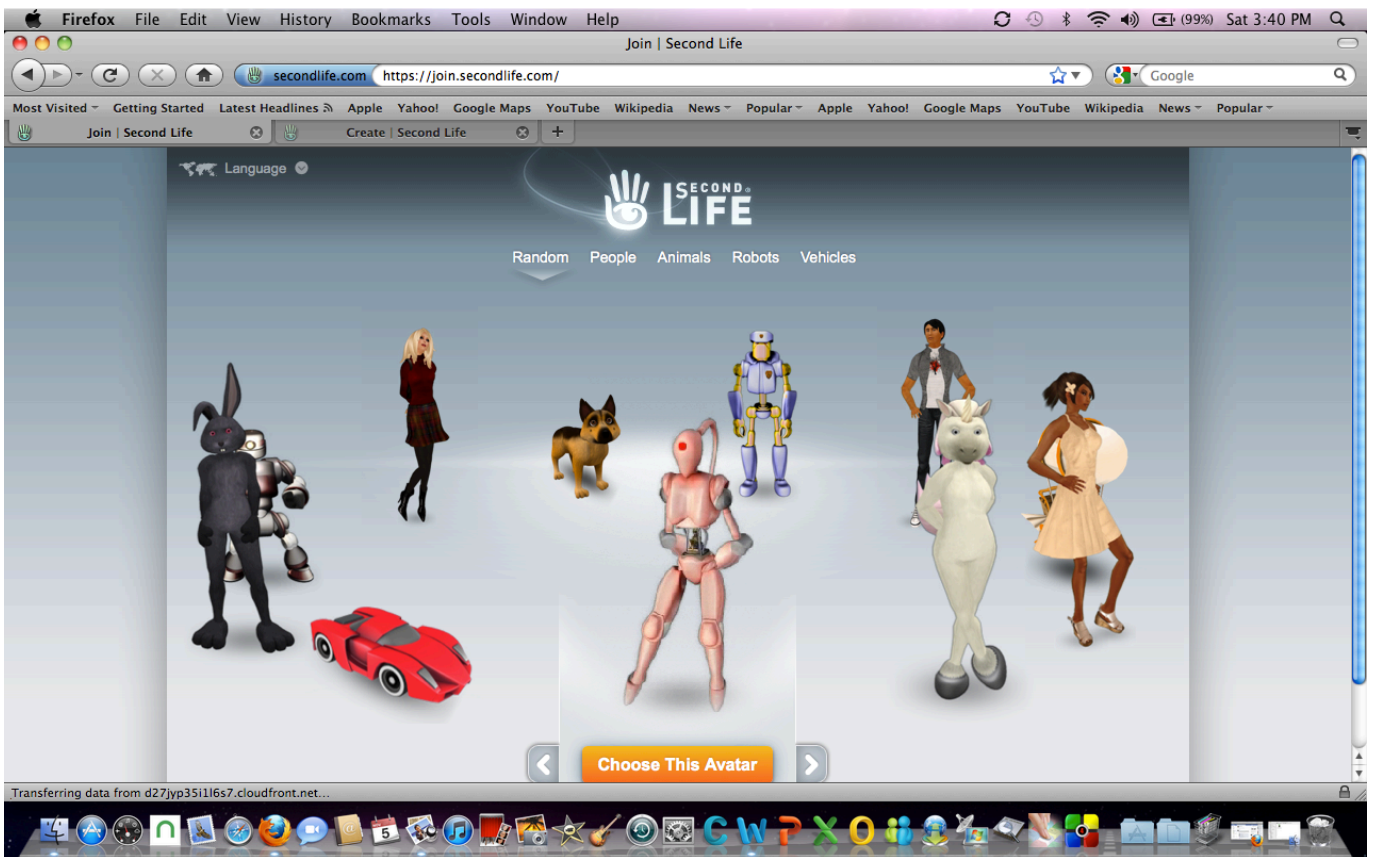 Firefox File Edit View History Bookmarks Tools Window Help (99%) Sat 3:40 PM
Join | Second Life
secondlife.com https://join.secondlife.com/ Google
Most Visited Getting Started Latest Headlines Apple Yahoo! Google Maps YouTube Wikipedia News Popular Apple Yahoo! Google Maps YouTube Wikipedia News Popular
Join | Second Life Create | Second Life +
Language
SECOND LIFE
Random People Animals Robots Vehicles
Choose This Avatar
Transferring data from d27jyp35i1l6s7.cloudfront.net...
5 C W P X O